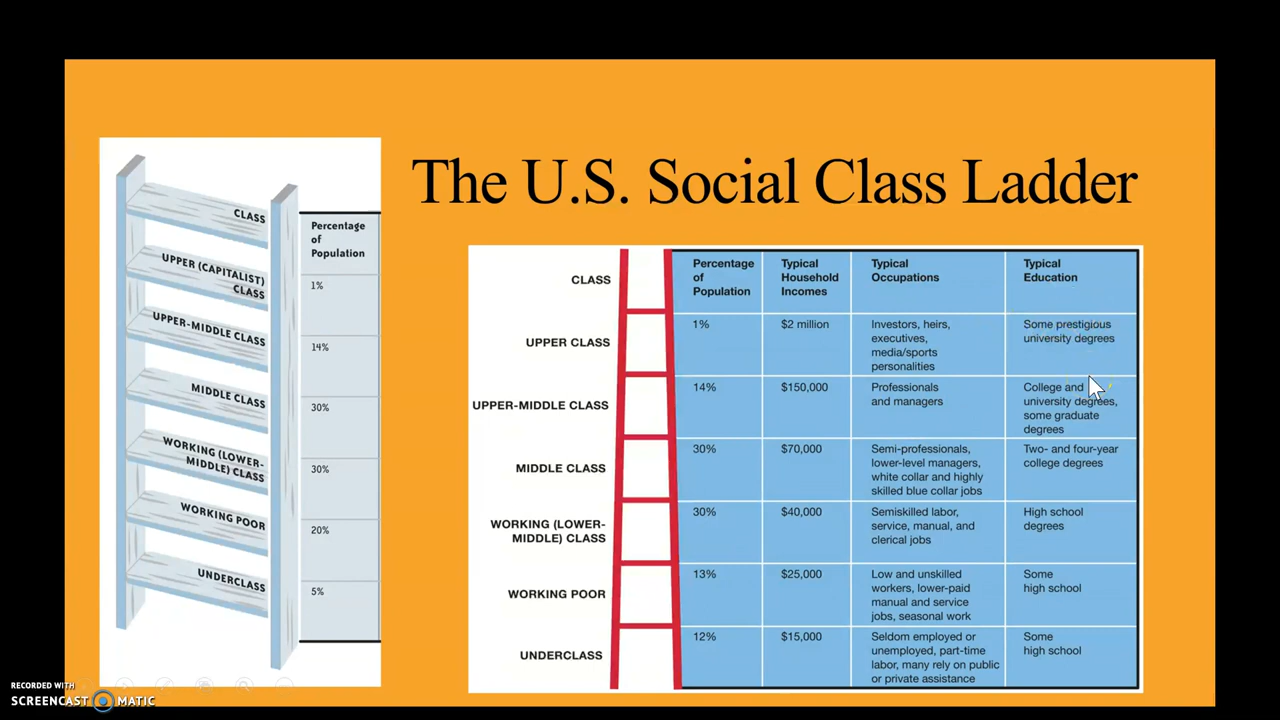 The U.S. Social Class Ladder
CLASS
UPPER (CAPITALIST)
CLASS
UPPER-MIDDLE CLASS
MIDDLE CLASS
WORKING (LOWER-
MIDDLE) CLASS
WORKING POOR
UNDERCLASS
Percentage
of
Population
1%
14%
30%
30%
20%
5%
CLASS
Percentage
of
Population
Typical
Household
Incomes
Typical
Occupations
Typical
Education
UPPER CLASS
1%
$2 million
Investors, heirs,
executives,
media/sports
personalities
Some prestigious
university degrees
UPPER-MIDDLE CLASS
14%
$150,000
Professionals
and managers
College and
university degrees,
some graduate
degrees
MIDDLE CLASS
30%
$70,000
Semi-professionals,
lower-level managers,
white collar and highly
skilled blue collar jobs
Two- and four-year
college degrees
WORKING (LOWER-
MIDDLE) CLASS
30%
$40,000
Semiskilled labor,
service, manual, and
clerical jobs
High school
degrees
WORKING POOR
13%
$25,000
Low and unskilled
workers, lower-paid
manual and service
jobs, seasonal work
Some
high school
UNDERCLASS
12%
$15,000
Seldom employed or
unemployed, part-time
labor, many rely on public
or private assistance
Some
high school
RECORDED WITH
SCREENCAST MATIC